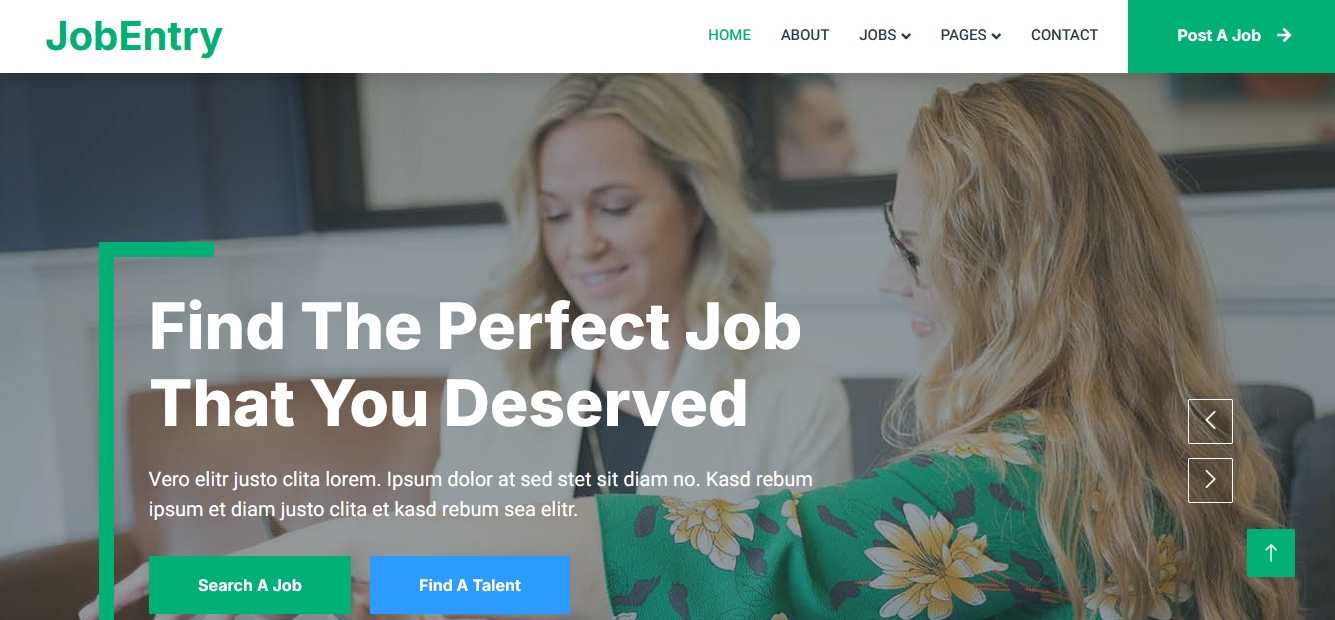 JobEntry
HOME ABOUT JOBS PAGES CONTACT Post A Job
Find The Perfect Job
That You Deserved
Vero elitr justo clita lorem. Ipsum dolor at sed stet sit diam no. Kasd rebum
ipsum et diam justo clita et kasd rebum sea elitr.
Search A Job Find A Talent